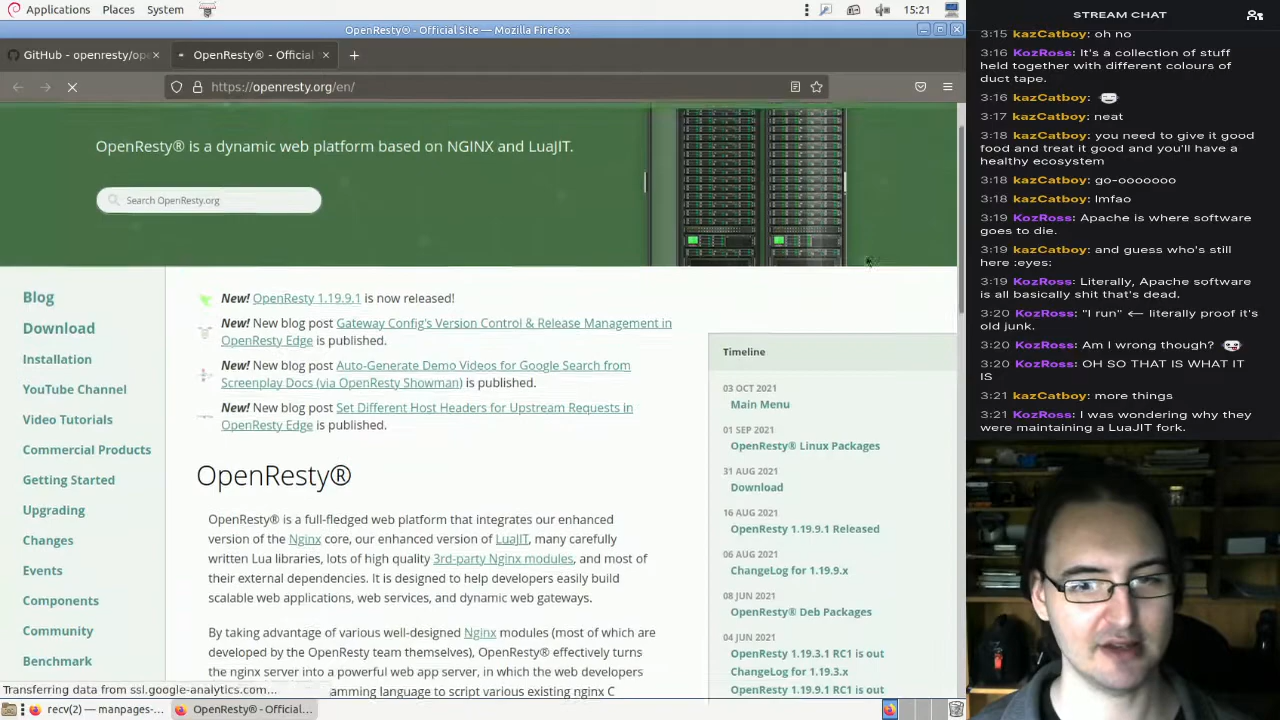 Applications Places System 15:21
OpenResty® - Official Site — Mozilla Firefox
GitHub - openresty/ope × OpenResty® - Official × +
https://openresty.org/en/
OpenResty® is a dynamic web platform based on NGINX and LuaJIT.
Search OpenResty.org
Blog
Download
Installation
YouTube Channel
Video Tutorials
Commercial Products
Getting Started
Upgrading
Changes
Events
Components
Community
Benchmark
New! OpenResty 1.19.9.1 is now released!
New! New blog post Gateway Config's Version Control & Release Management in
OpenResty Edge is published.
New! New blog post Auto-Generate Demo Videos for Google Search from
Screenplay Docs (via OpenResty Showman) is published.
New! New blog post Set Different Host Headers for Upstream Requests in
OpenResty Edge is published.
OpenResty®
OpenResty® is a full-fledged web platform that integrates our enhanced
version of the Nginx core, our enhanced version of LuaJIT, many carefully
written Lua libraries, lots of high quality 3rd-party Nginx modules, and most of
their external dependencies. It is designed to help developers easily build
scalable web applications, web services, and dynamic web gateways.
By taking advantage of various well-designed Nginx modules (most of which are
developed by the OpenResty team themselves), OpenResty® effectively turns
the nginx server into a powerful web app server, in which the web developers
amming language to script various existing nginx C
Timeline
03 OCT 2021
Main Menu
01 SEP 2021
OpenResty® Linux Packages
31 AUG 2021
Download
16 AUG 2021
OpenResty 1.19.9.1 Released
06 AUG 2021
ChangeLog for 1.19.9.x
08 JUN 2021
OpenResty® Deb Packages
04 JUN 2021
OpenResty 1.19.3.1 RC1 is out
ChangeLog for 1.19.3.x
OpenResty 1.19.9.1 RC1 is out
Transferring data from ssl.google-analytics.com...
recv(2) — manpages-... OpenResty® - Official...
STREAM CHAT
3:15 kazCatboy: oh no
3:16 KozRoss: It's a collection of stuff
held together with different colours of
duct tape.
3:16 kazCatboy:
3:17 kazCatboy: neat
3:18 kazCatboy: you need to give it good
food and treat it good and you'll have a
healthy ecosystem
3:18 kazCatboy: go-ooooooo
3:18 kazCatboy: lmfao
3:19 KozRoss: Apache is where software
goes to die.
3:19 kazCatboy: and guess who's still
here :eyes:
3:19 KozRoss: Literally, Apache software
is all basically shit that's dead.
3:20 KozRoss: "I run" <— literally proof it's
old junk.
3:20 KozRoss: Am I wrong though?
3:20 KozRoss: OH SO THAT IS WHAT IT
IS
3:21 kazCatboy: more things
3:21 KozRoss: I was wondering why they
were maintaining a LuaJIT fork.